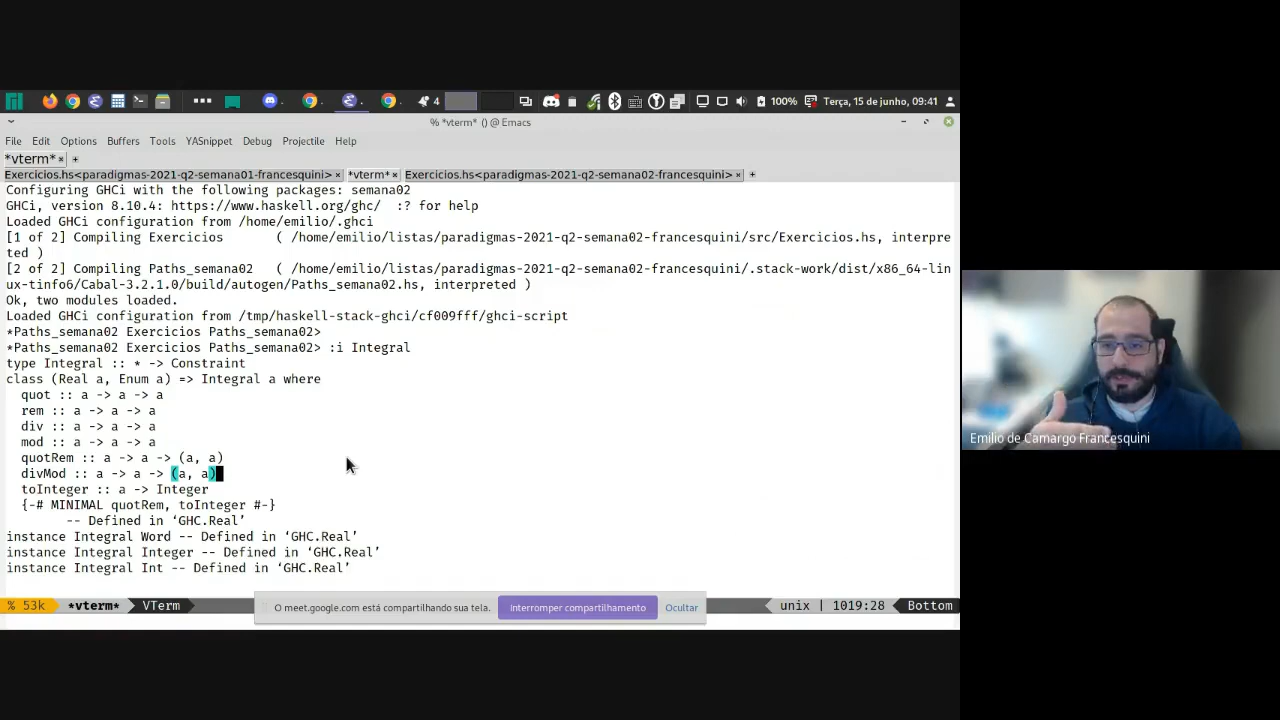 4
100%
Terça, 15 de junho, 09:41
% *vterm* () @ Emacs
File Edit Options Buffers Tools YASnippet Debug Projectile Help
*vterm* × +
Exercicios.hs<paradigmas-2021-q2-semana01-francesquini> × *vterm* × Exercicios.hs<paradigmas-2021-q2-semana02-francesquini> × +
Configuring GHCi with the following packages: semana02
GHCi, version 8.10.4: https://www.haskell.org/ghc/  :? for help
Loaded GHCi configuration from /home/emilio/.ghci
[1 of 2] Compiling Exercicios       ( /home/emilio/listas/paradigmas-2021-q2-semana02-francesquini/src/Exercicios.hs, interpre
ted )
[2 of 2] Compiling Paths_semana02   ( /home/emilio/listas/paradigmas-2021-q2-semana02-francesquini/.stack-work/dist/x86_64-lin
ux-tinfo6/Cabal-3.2.1.0/build/autogen/Paths_semana02.hs, interpreted )
Ok, two modules loaded.
Loaded GHCi configuration from /tmp/haskell-stack-ghci/cf009fff/ghci-script
*Paths_semana02 Exercicios Paths_semana02>
*Paths_semana02 Exercicios Paths_semana02> :i Integral
type Integral :: * -> Constraint
class (Real a, Enum a) => Integral a where
  quot :: a -> a -> a
  rem :: a -> a -> a
  div :: a -> a -> a
  mod :: a -> a -> a
  quotRem :: a -> a -> (a, a)
  divMod :: a -> a -> (a, a)
  toInteger :: a -> Integer
  {-# MINIMAL quotRem, toInteger #-}
        -- Defined in ‘GHC.Real’
instance Integral Word -- Defined in ‘GHC.Real’
instance Integral Integer -- Defined in ‘GHC.Real’
instance Integral Int -- Defined in ‘GHC.Real’
% 53k *vterm* VTerm unix | 1019:28 Bottom
O meet.google.com está compartilhando sua tela. Interromper compartilhamento Ocultar
Emilio de Camargo Francesquini